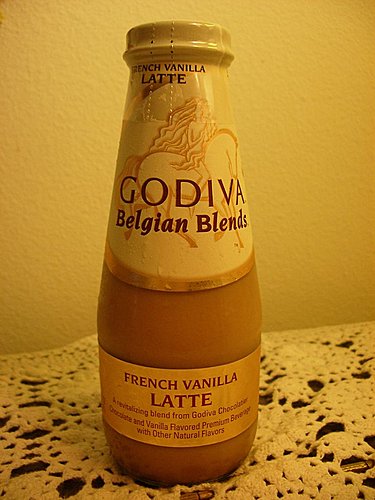 FRENCH VANILLA
LATTE
GODIVA
Belgian Blends
FRENCH VANILLA
LATTE
A revitalizing blend from Godiva Chocolatier
Chocolate and Vanilla Flavored Premium Beverage
with Other Natural Flavors